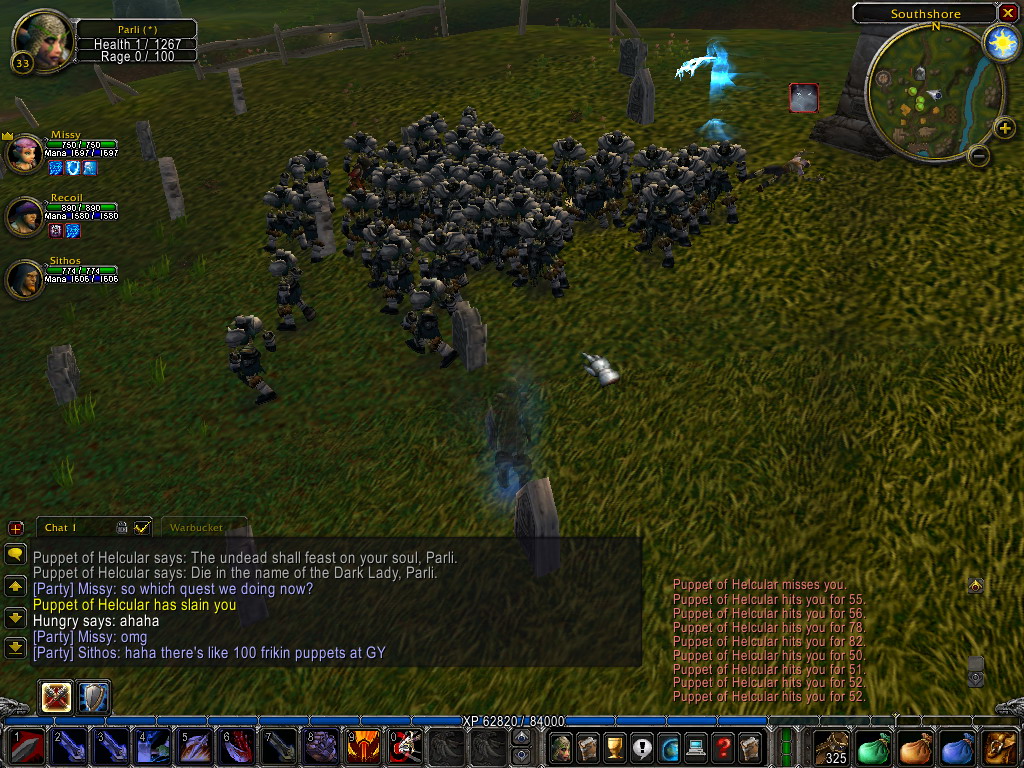 Parli (*)
Health 1 / 1267
Rage 0 / 100
33
Southshore
N
Missy
750 / 750
Mana 1697 / 1697
Recoil
890 / 890
Mana 1580 / 1580
Sithos
774 / 774
Mana 1606 / 1606
Chat 1
Warbucket
Puppet of Helcular says: The undead shall feast on your soul, Parli.
Puppet of Helcular says: Die in the name of the Dark Lady, Parli.
[Party] Missy: so which quest we doing now?
Puppet of Helcular has slain you
Hungry says: ahaha
[Party] Missy: omg
[Party] Sithos: haha there's like 100 frikin puppets at GY
Puppet of Helcular misses you.
Puppet of Helcular hits you for 55.
Puppet of Helcular hits you for 56.
Puppet of Helcular hits you for 78.
Puppet of Helcular hits you for 82.
Puppet of Helcular hits you for 50.
Puppet of Helcular hits you for 51.
Puppet of Helcular hits you for 52.
Puppet of Helcular hits you for 52.
XP 62820 / 84000
1 2 3 4 5 6 7 8 9 0
325